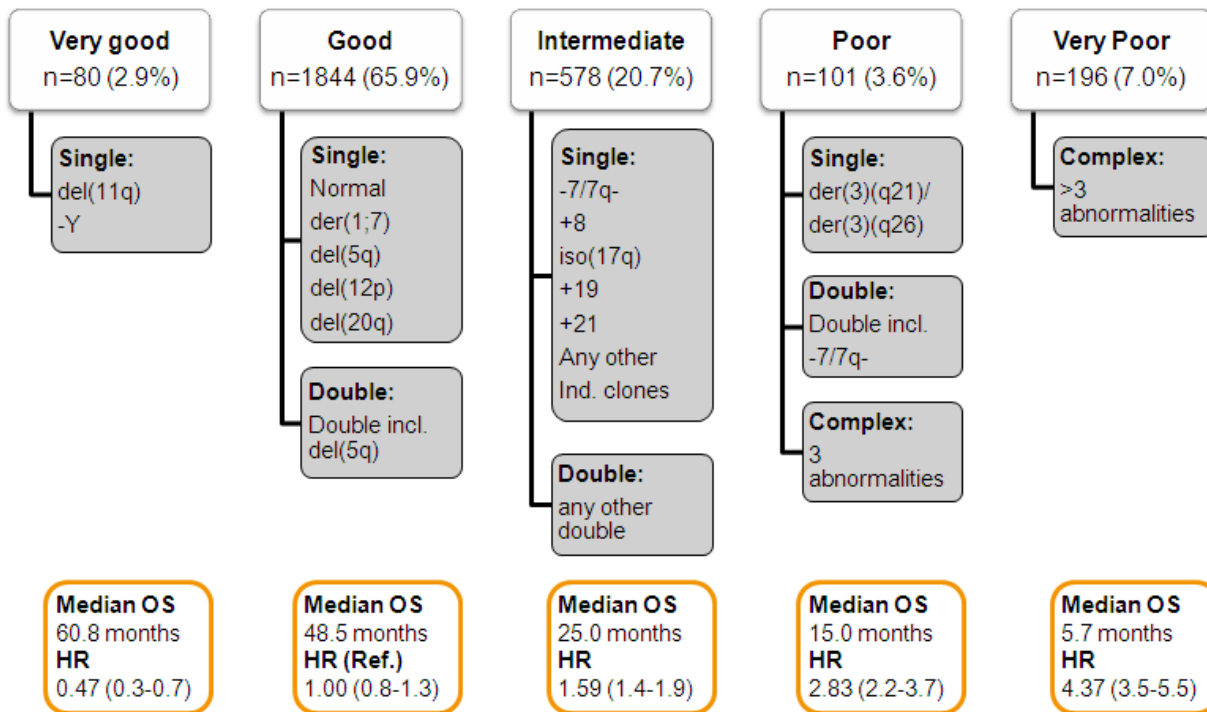 Very good
n=80 (2.9%)
Single:
del(11q)
-Y
Good
n=1844 (65.9%)
Single:
Normal
der(1;7)
del(5q)
del(12p)
del(20q)
Double:
Double incl.
del(5q)
Intermediate
n=578 (20.7%)
Single:
-7/7q-
+8
iso(17q)
+19
+21
Any other
Ind. clones
Double:
any other
double
Poor
n=101 (3.6%)
Single:
der(3)(q21)/
der(3)(q26)
Double:
Double incl.
-7/7q-
Complex:
3
abnormalities
Very Poor
n=196 (7.0%)
Complex:
>3
abnormalities
Median OS
60.8 months
HR
0.47 (0.3-0.7)
Median OS
48.5 months
HR (Ref.)
1.00 (0.8-1.3)
Median OS
25.0 months
HR
1.59 (1.4-1.9)
Median OS
15.0 months
HR
2.83 (2.2-3.7)
Median OS
5.7 months
HR
4.37 (3.5-5.5)